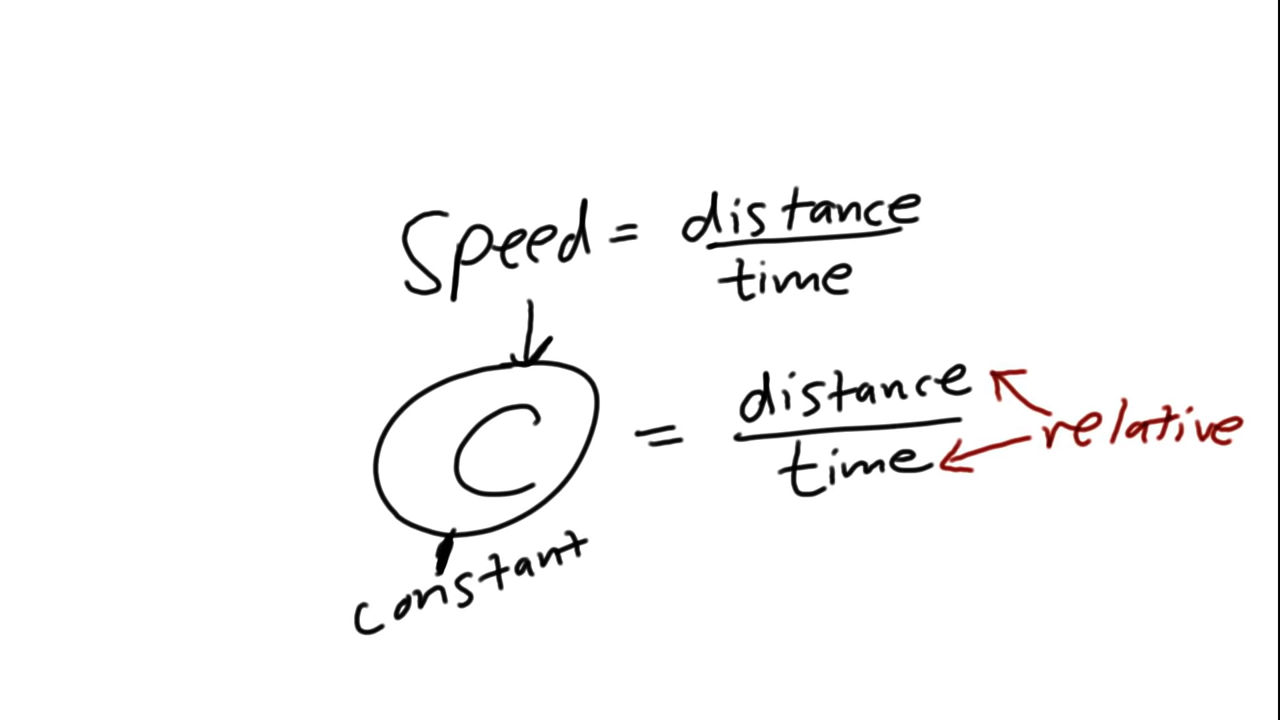 Speed = distance / time
C = distance / time
relative
constant